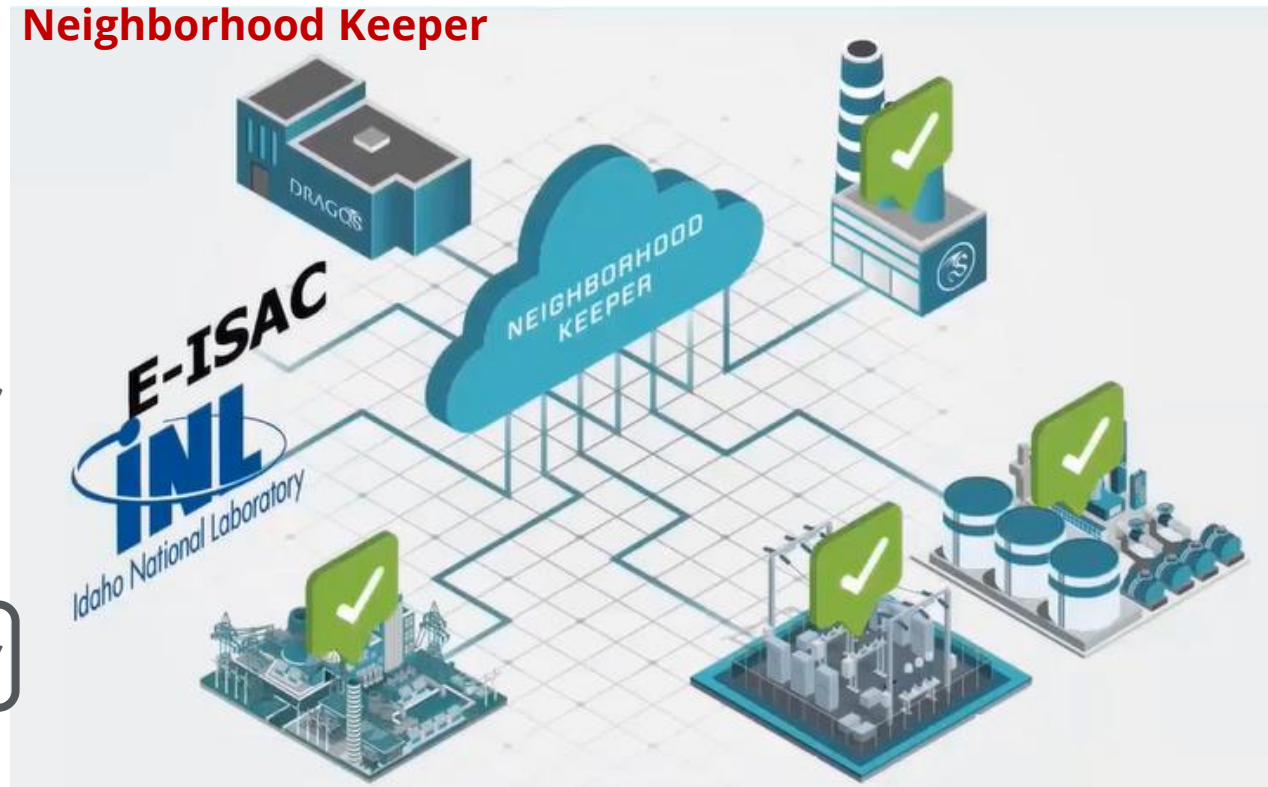 Neighborhood Keeper
DRAGOS
NEIGHBORHOOD
KEEPER
E-ISAC
INL
Idaho National Laboratory